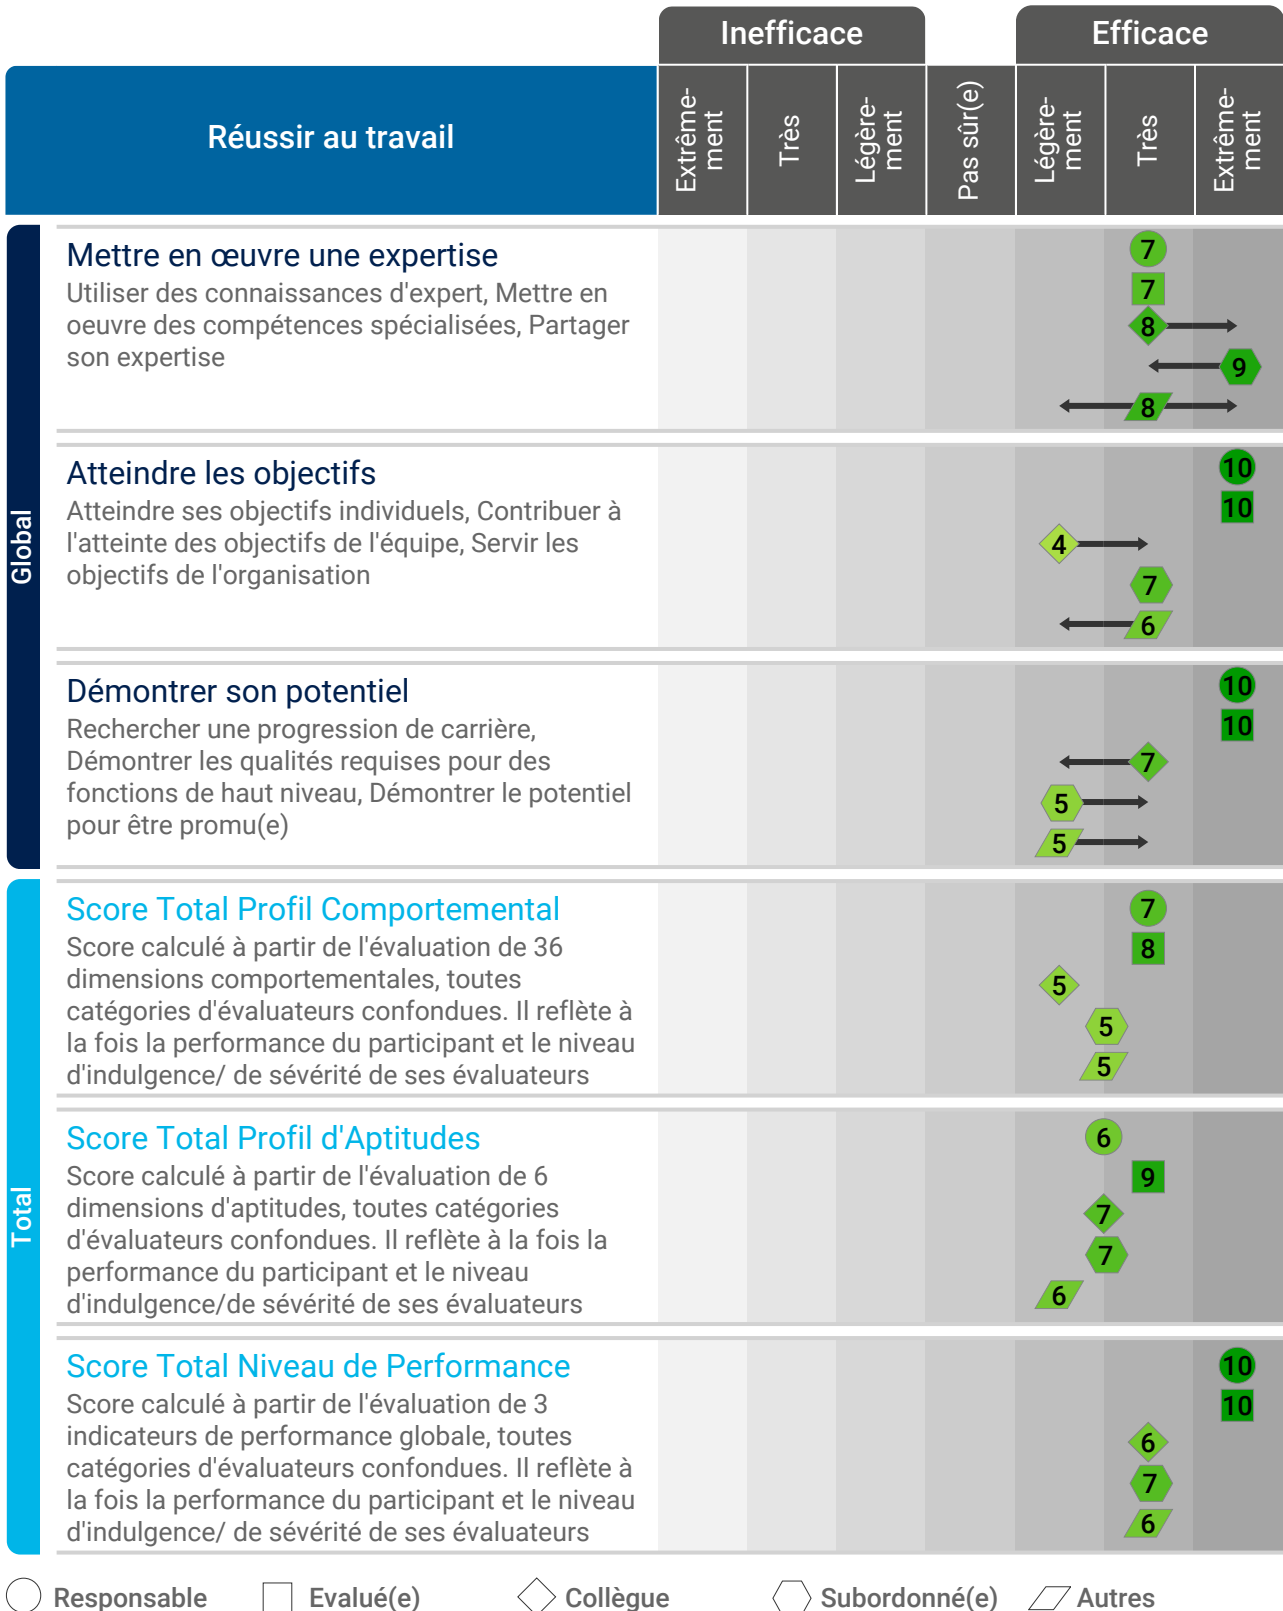 Inefficace
Efficace
Réussir au travail
Extrême-
ment
Très
Légère-
ment
Pas sûr(e)
Légère-
ment
Très
Extrême-
ment
Global
Mettre en œuvre une expertise
Utiliser des connaissances d'expert, Mettre en
oeuvre des compétences spécialisées, Partager
son expertise
7
7
8
9
8
Atteindre les objectifs
Atteindre ses objectifs individuels, Contribuer à
l'atteinte des objectifs de l'équipe, Servir les
objectifs de l'organisation
10
10
4
7
6
Démontrer son potentiel
Rechercher une progression de carrière,
Démontrer les qualités requises pour des
fonctions de haut niveau, Démontrer le potentiel
pour être promu(e)
10
10
7
5
5
Total
Score Total Profil Comportemental
Score calculé à partir de l'évaluation de 36
dimensions comportementales, toutes
catégories d'évaluateurs confondues. Il reflète à
la fois la performance du participant et le niveau
d'indulgence/ de sévérité de ses évaluateurs
7
8
5
5
5
Score Total Profil d'Aptitudes
Score calculé à partir de l'évaluation de 6
dimensions d'aptitudes, toutes catégories
d'évaluateurs confondues. Il reflète à la fois la
performance du participant et le niveau
d'indulgence/de sévérité de ses évaluateurs
6
9
7
7
6
Score Total Niveau de Performance
Score calculé à partir de l'évaluation de 3
indicateurs de performance globale, toutes
catégories d'évaluateurs confondues. Il reflète à
la fois la performance du participant et le niveau
d'indulgence/ de sévérité de ses évaluateurs
10
10
6
7
6
Responsable
Evalué(e)
Collègue
Subordonné(e)
Autres